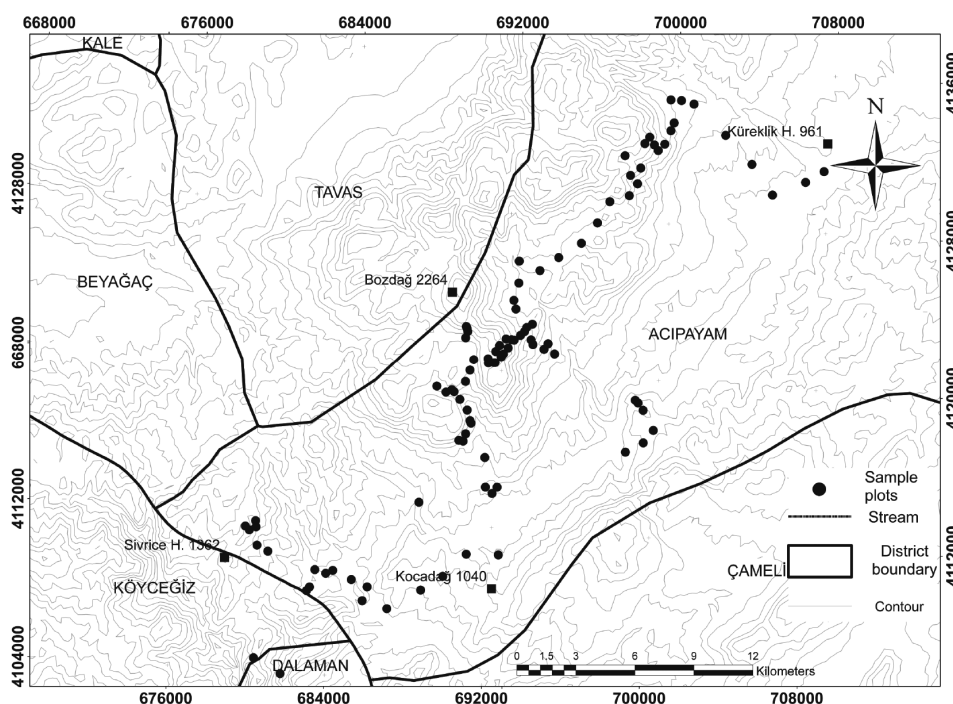 668000 676000 684000 692000 700000 708000
KALE
4136000
Küreklik H. 961
N
4128000
TAVAS
4128000
BEYAĞAÇ
Bozdağ 2264
668000
ACIPAYAM
4120000
Sample
plots
4112000
Stream
District
boundary
Sivrice H. 1362
4112000
KÖYCEĞİZ
Kocadağ 1040
ÇAMELİ
Contour
4104000
DALAMAN
0 1.5 3 6 9 12
Kilometers
676000 684000 692000 700000 708000